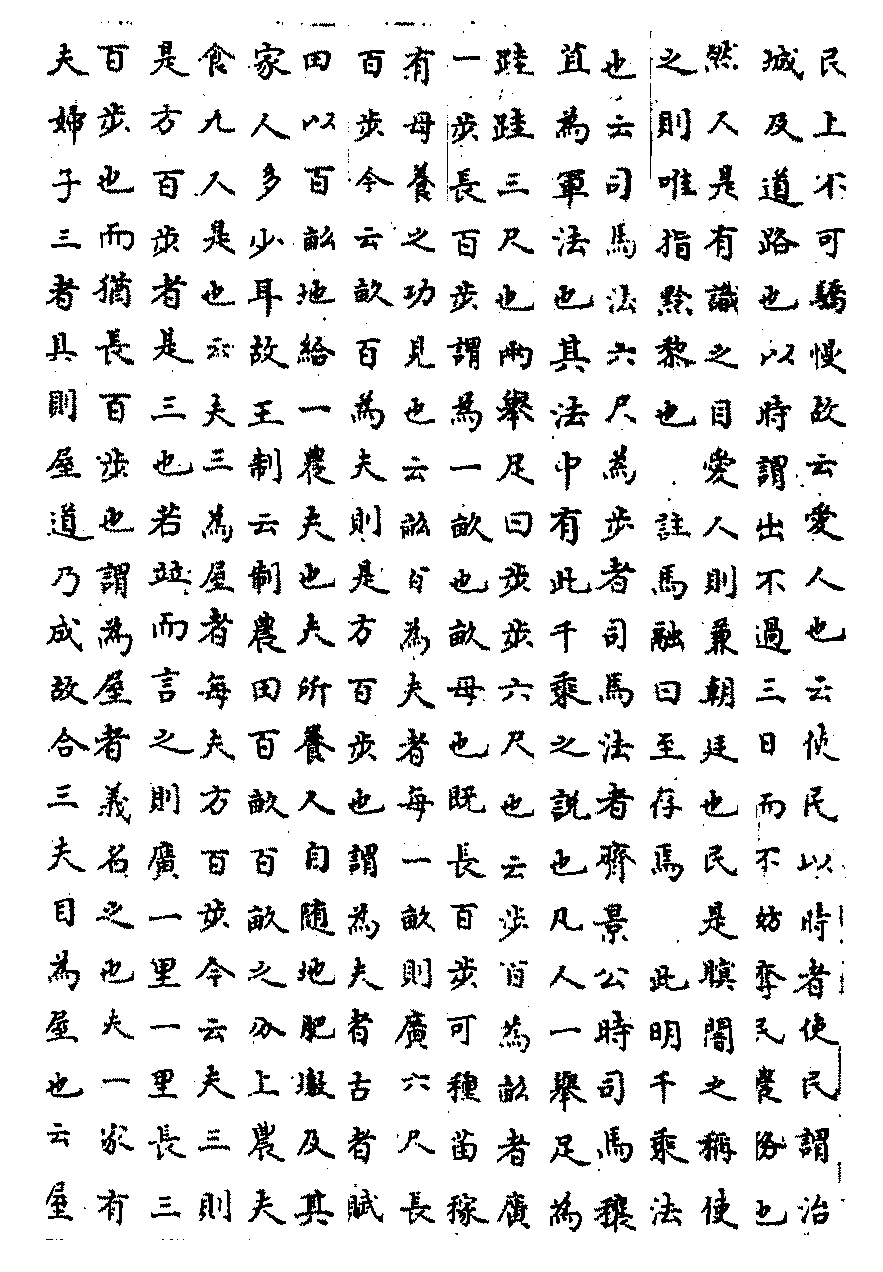 民上不可驕慢故云愛人也云使民以時者使民謂治
城及道路也以時謂出不過三日而不妨奪民農務也
然人是有識之目愛人則兼朝廷也民是瞑闇之稱使
之則唯指黔黎也 註馬融曰至存焉 此明千乘法
也云司馬法六尺為步者司馬法者齊景公時司馬穰
苴為軍法也其法中有此千乘之說也凡人一舉足為
跬跬三尺也兩舉足曰步步六尺也云步百為畝者廣
一步長百步謂為一畝也畝母也既長百步可種苗稼
有母養之功見也云畝百為夫者每一畝則廣六尺長
百步今云畝百為夫則是方百步也謂為夫者古者賦
田以百畝地給一農夫也夫所養人自隨地肥墩及其
家人多少耳故王制云制農田百畝百畝之分上農夫
食九人是也云夫三為屋者每夫方百步今云夫三則
是方百步者是三也若竝而言之則廣一里一里長三
百步也而猶長百步也謂為屋者義名之也夫一家有
夫婦子三者具則屋道乃成故合三夫目為屋也云屋